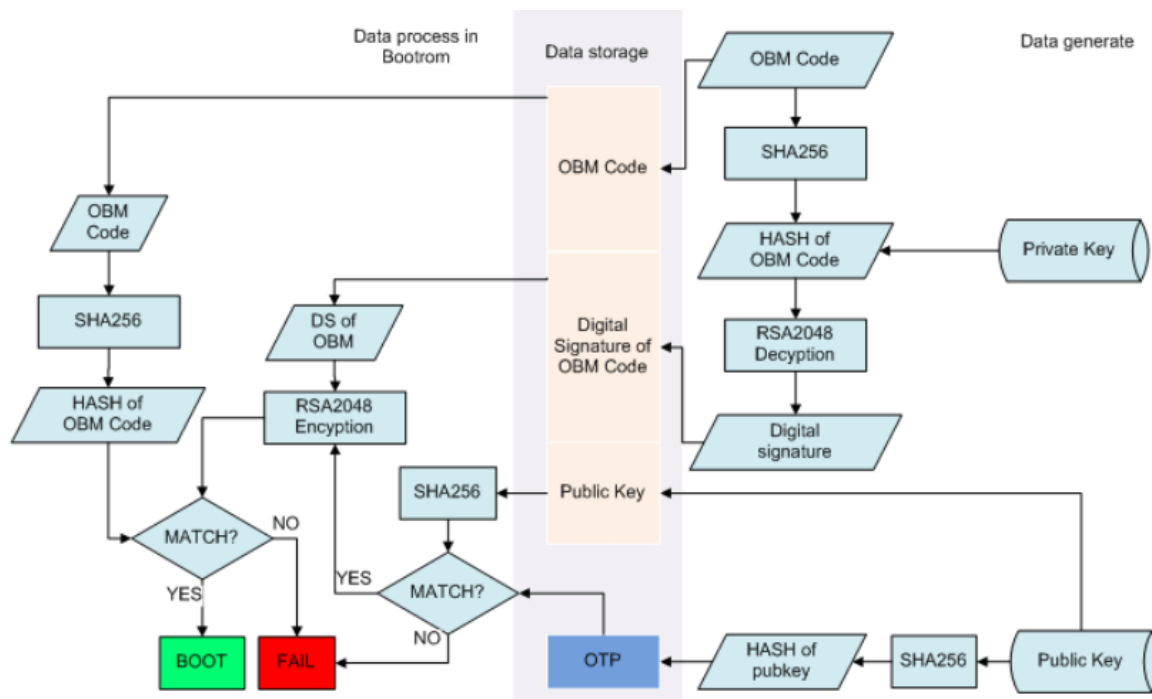 Data process in
Bootrom
Data storage
Data generate
OBM Code
SHA256
HASH of
OBM Code
Private Key
RSA2048
Decyption
Digital
signature
OBM Code
Digital
Signature of
OBM Code
Public Key
OBM
Code
SHA256
HASH of
OBM Code
DS of
OBM
RSA2048
Encyption
SHA256
MATCH?
NO
YES
MATCH?
YES
NO
BOOT
FAIL
OTP
HASH of
pubkey
SHA256
Public Key